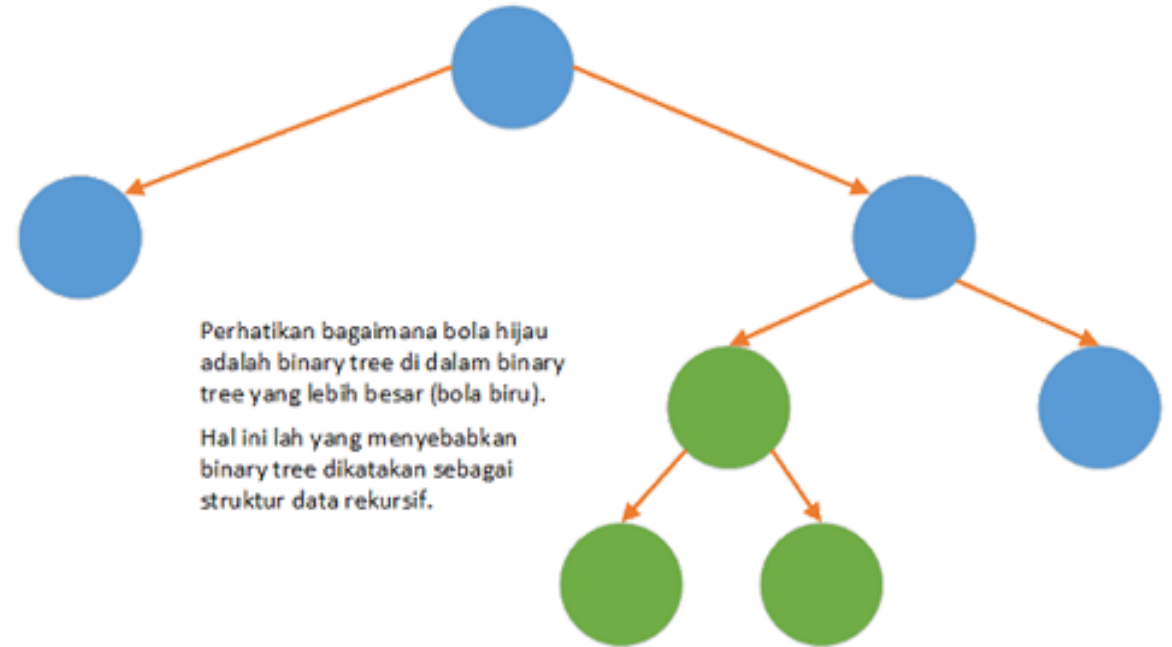 Perhatikan bagaimana bola hijau
adalah binary tree di dalam binary
tree yang lebih besar (bola biru).
Hal ini lah yang menyebabkan
binary tree dikatakan sebagai
struktur data rekursif.